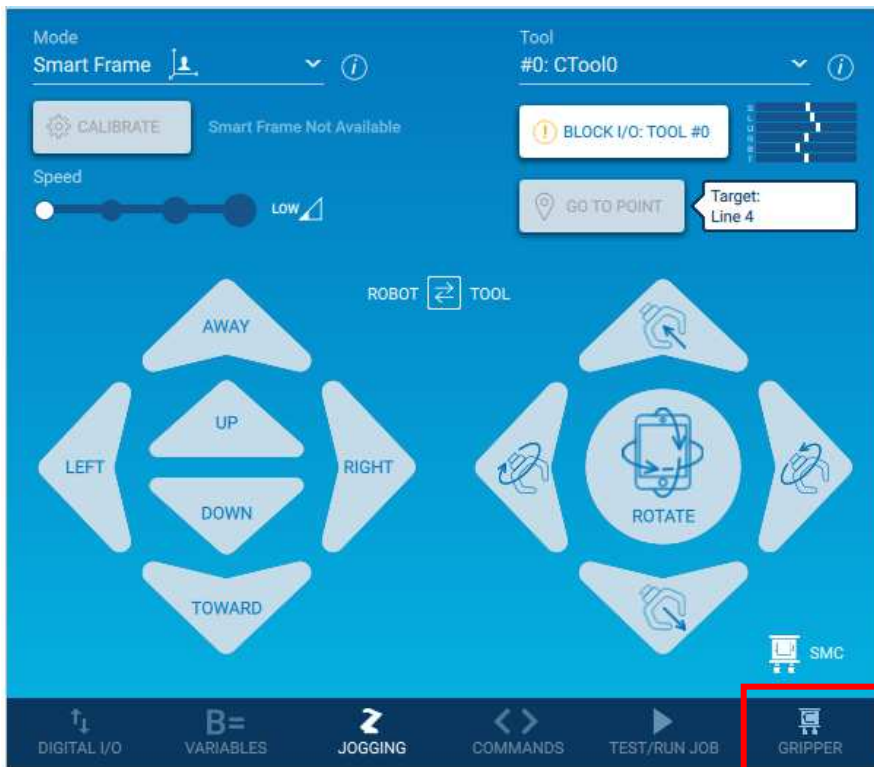 Mode
Smart Frame
Tool
#0: CTool0
CALIBRATE
Smart Frame Not Available
BLOCK I/O: TOOL #0
S
L
U
R
B
T
Speed
LOW
GO TO POINT
Target:
Line 4
ROBOT
TOOL
AWAY
UP
LEFT
RIGHT
DOWN
TOWARD
ROTATE
SMC
DIGITAL I/O
B=
VARIABLES
JOGGING
COMMANDS
TEST/RUN JOB
GRIPPER